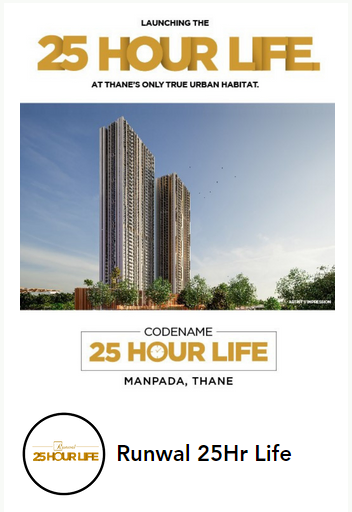 LAUNCHING THE
25 HOUR LIFE.
AT THANE'S ONLY TRUE URBAN HABITAT.
ARTIST'S IMPRESSION
CODENAME
25 HOUR LIFE
MANPADA, THANE
Runwal
25 HOUR LIFE
Runwal 25Hr Life